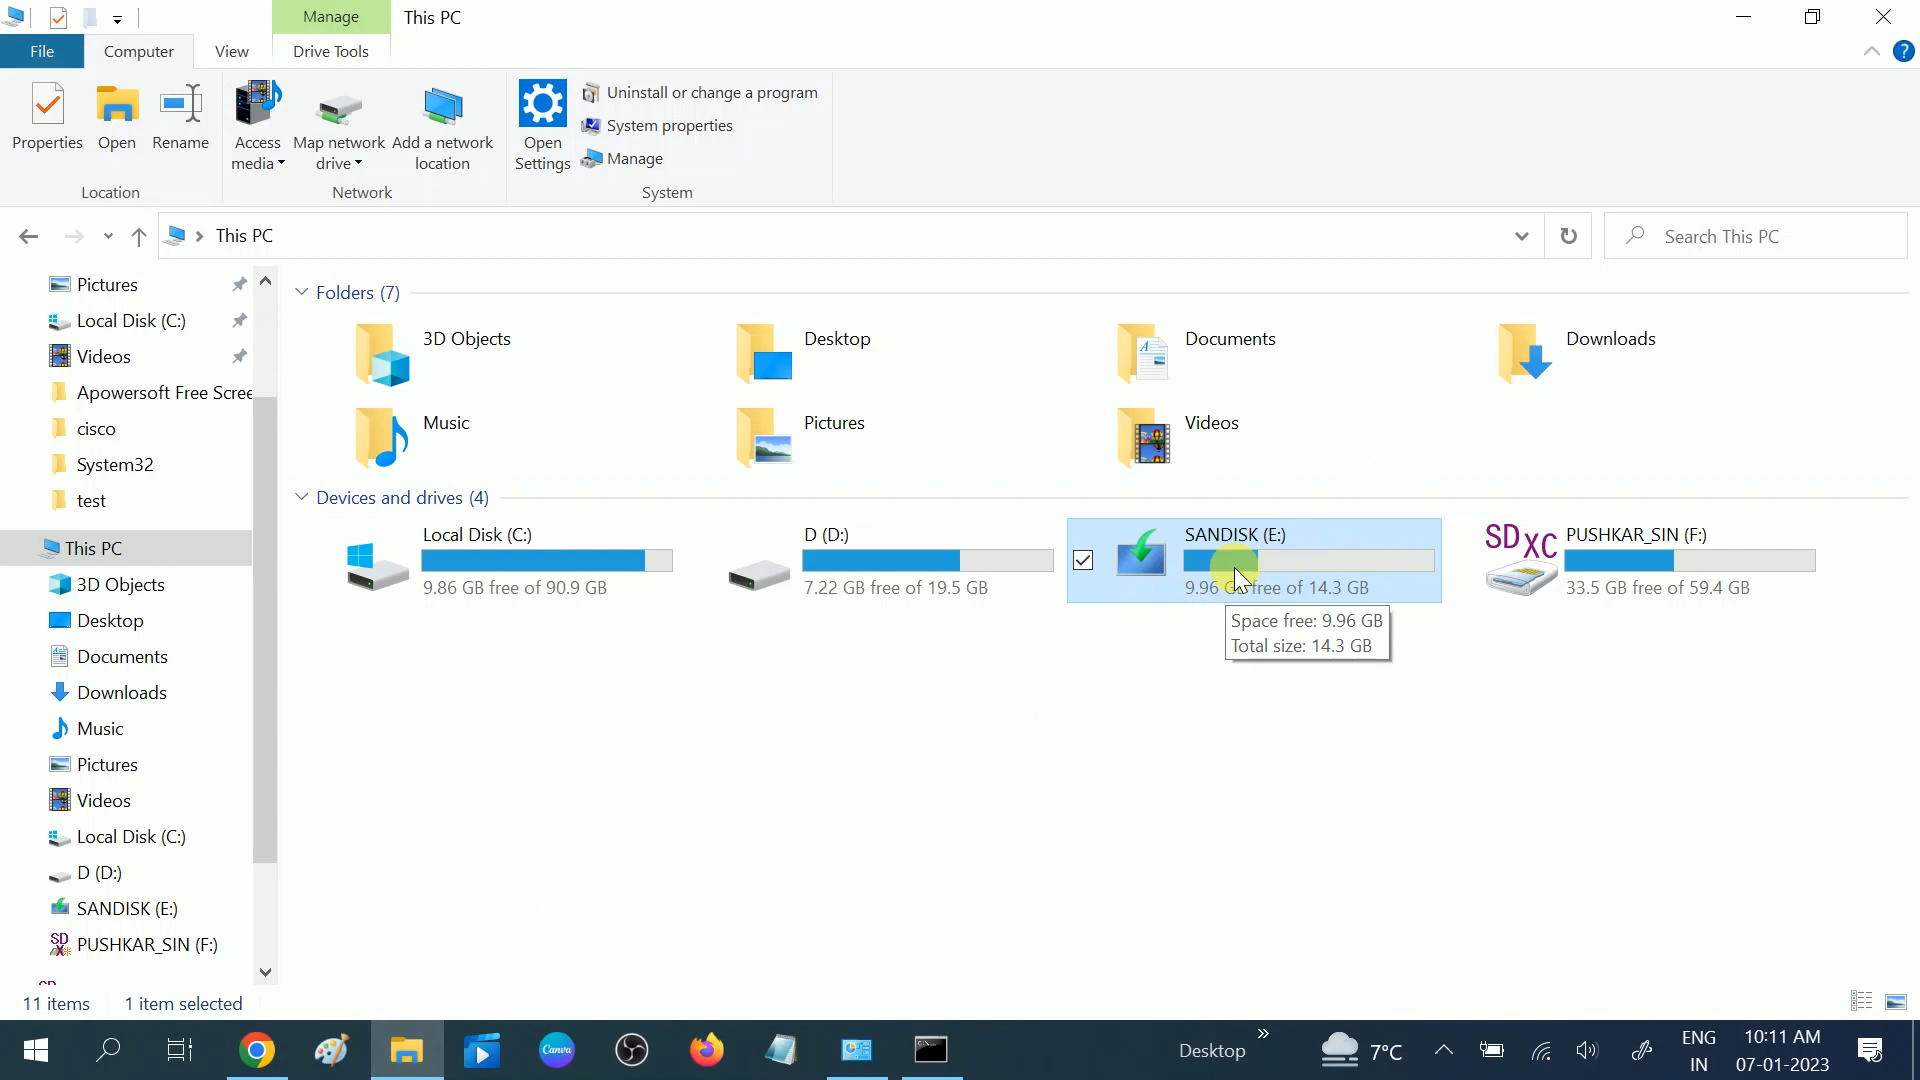 Manage
This PC
File
Computer
View
Drive Tools
Properties
Open
Rename
Access media
Map network drive
Add a network location
Open Settings
Uninstall or change a program
System properties
Manage
Location
Network
System
This PC
Search This PC
Pictures
Local Disk (C:)
Videos
Apowersoft Free Scree
cisco
System32
test
This PC
3D Objects
Desktop
Documents
Downloads
Music
Pictures
Videos
Local Disk (C:)
D (D:)
SANDISK (E:)
PUSHKAR_SIN (F:)
Folders (7)
3D Objects
Desktop
Documents
Downloads
Music
Pictures
Videos
Devices and drives (4)
Local Disk (C:)
9.86 GB free of 90.9 GB
D (D:)
7.22 GB free of 19.5 GB
SANDISK (E:)
9.96 GB free of 14.3 GB
SDXC
PUSHKAR_SIN (F:)
33.5 GB free of 59.4 GB
Space free: 9.96 GB
Total size: 14.3 GB
11 items
1 item selected
Canva
Desktop
7°C
ENG
IN
10:11 AM
07-01-2023